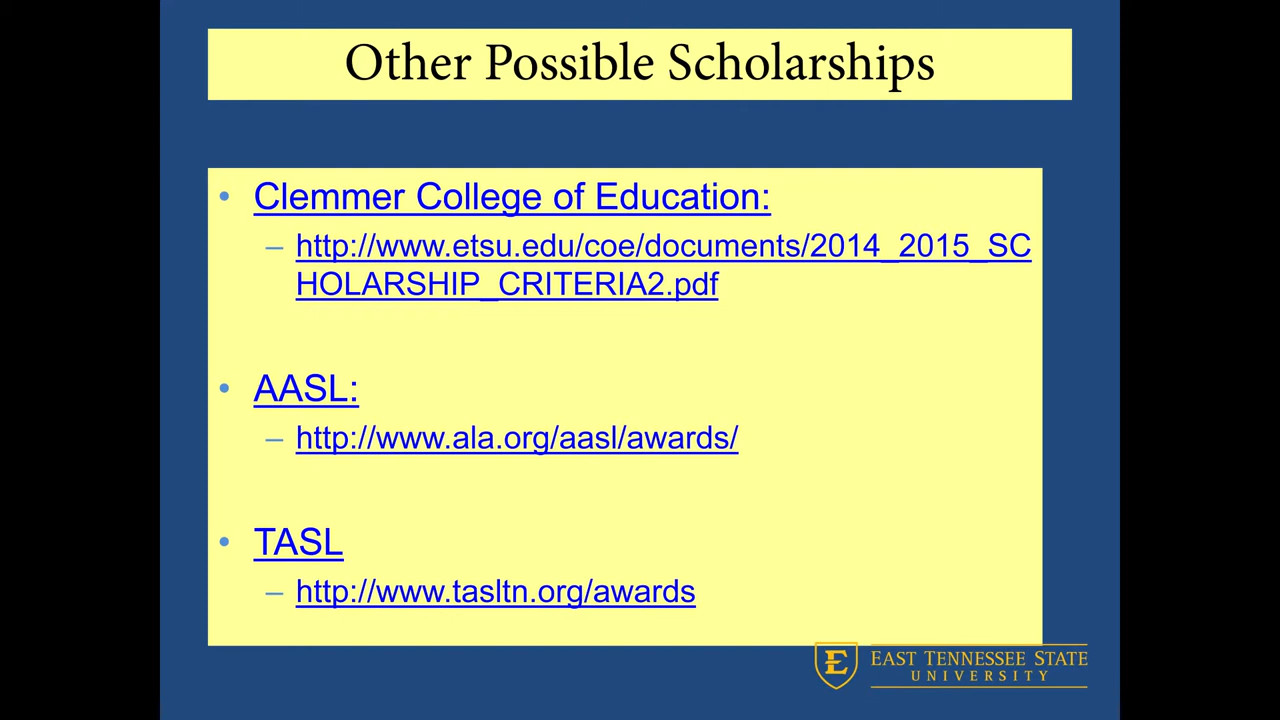 Other Possible Scholarships
• Clemmer College of Education:
– http://www.etsu.edu/coe/documents/2014_2015_SC
HOLARSHIP_CRITERIA2.pdf
• AASL:
– http://www.ala.org/aasl/awards/
• TASL
– http://www.tasltn.org/awards
E
EAST TENNESSEE STATE
UNIVERSITY